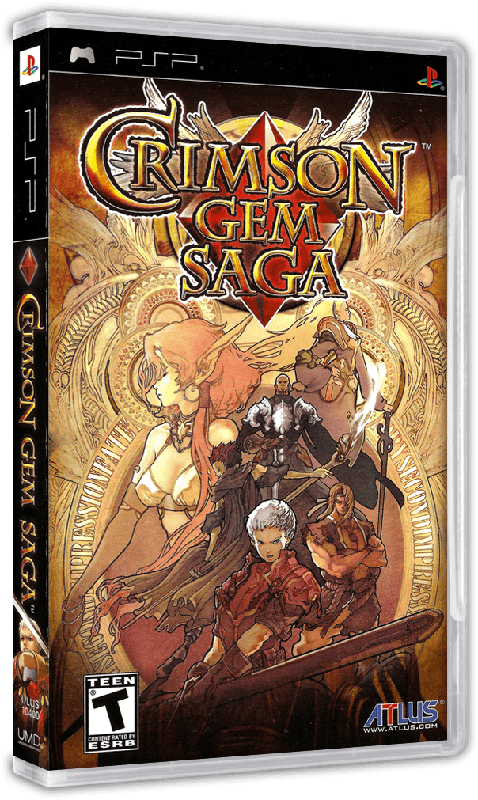 PSP
CRIMSON
GEM
SAGA
TM
TEEN
T
CONTENT RATED BY
ESRB
ATLUS
WWW.ATLUS.COM
PSP
CRIMSON GEM SAGA
TM
ATLUS
UMD